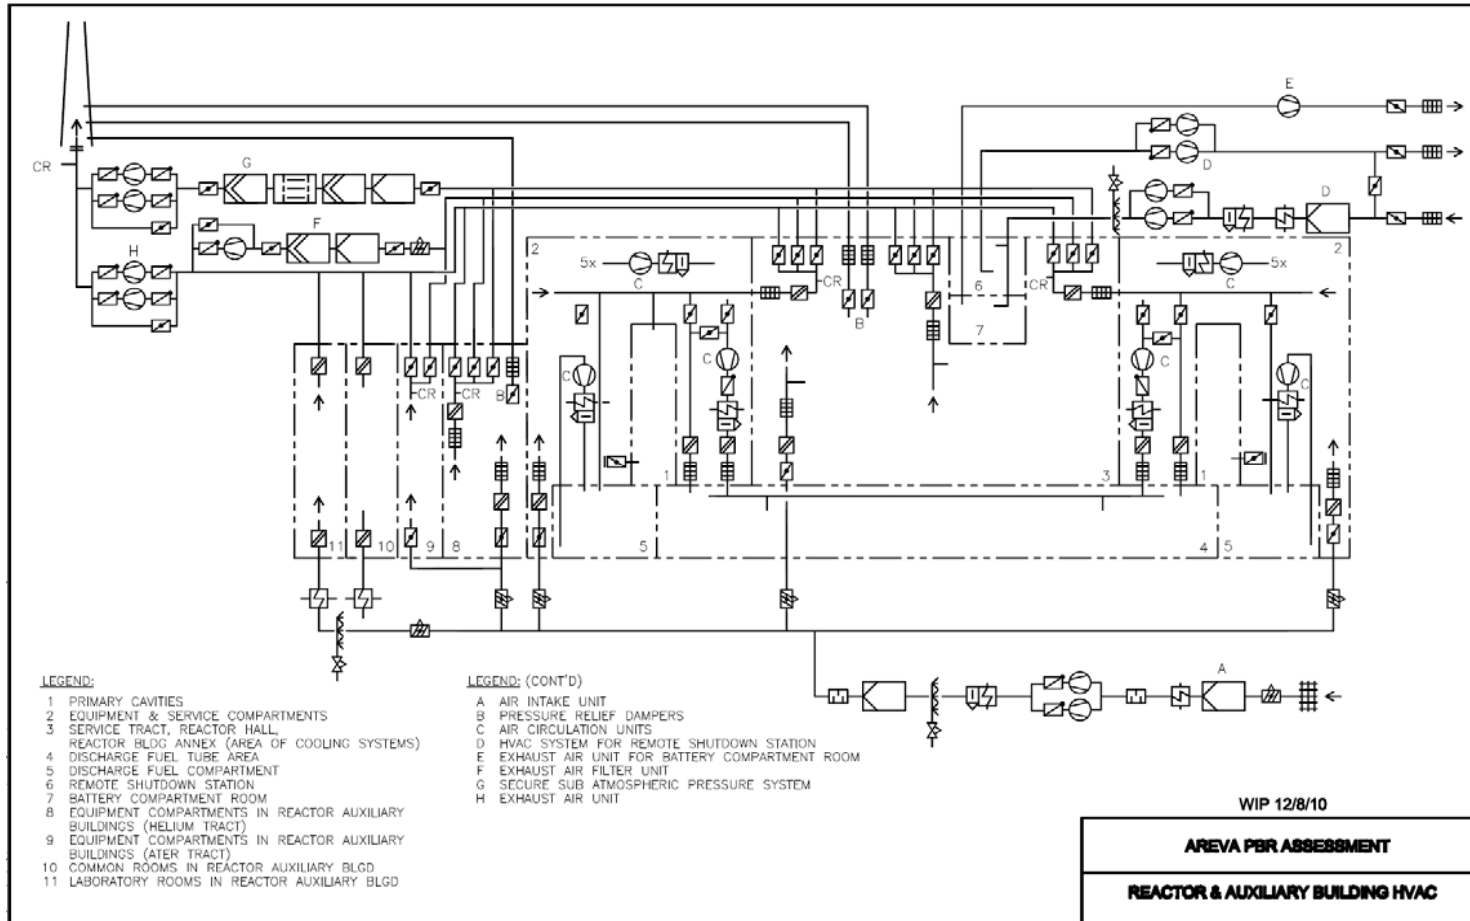 E
D
CR
G
D
F
H
2
5x
C
CR
B
6
7
CR
5x
C
2
C
C
C
C
CR
CR
B
1
3
1
11
10
9
8
5
4
5
A
LEGEND:
1 PRIMARY CAVITIES
2 EQUIPMENT & SERVICE COMPARTMENTS
3 SERVICE TRACT, REACTOR HALL,
REACTOR BLDG ANNEX (AREA OF COOLING SYSTEMS)
4 DISCHARGE FUEL TUBE AREA
5 DISCHARGE FUEL COMPARTMENT
6 REMOTE SHUTDOWN STATION
7 BATTERY COMPARTMENT ROOM
8 EQUIPMENT COMPARTMENTS IN REACTOR AUXILIARY
BUILDINGS (HELIUM TRACT)
9 EQUIPMENT COMPARTMENTS IN REACTOR AUXILIARY
BUILDINGS (ATER TRACT)
10 COMMON ROOMS IN REACTOR AUXILIARY BLGD
11 LABORATORY ROOMS IN REACTOR AUXILIARY BLGD
LEGEND: (CONT'D)
A AIR INTAKE UNIT
B PRESSURE RELIEF DAMPERS
C AIR CIRCULATION UNITS
D HVAC SYSTEM FOR REMOTE SHUTDOWN STATION
E EXHAUST AIR UNIT FOR BATTERY COMPARTMENT ROOM
F EXHAUST AIR FILTER UNIT
G SECURE SUB ATMOSPHERIC PRESSURE SYSTEM
H EXHAUST AIR UNIT
WIP 12/8/10
AREVA PBR ASSESSMENT
REACTOR & AUXILIARY BUILDING HVAC